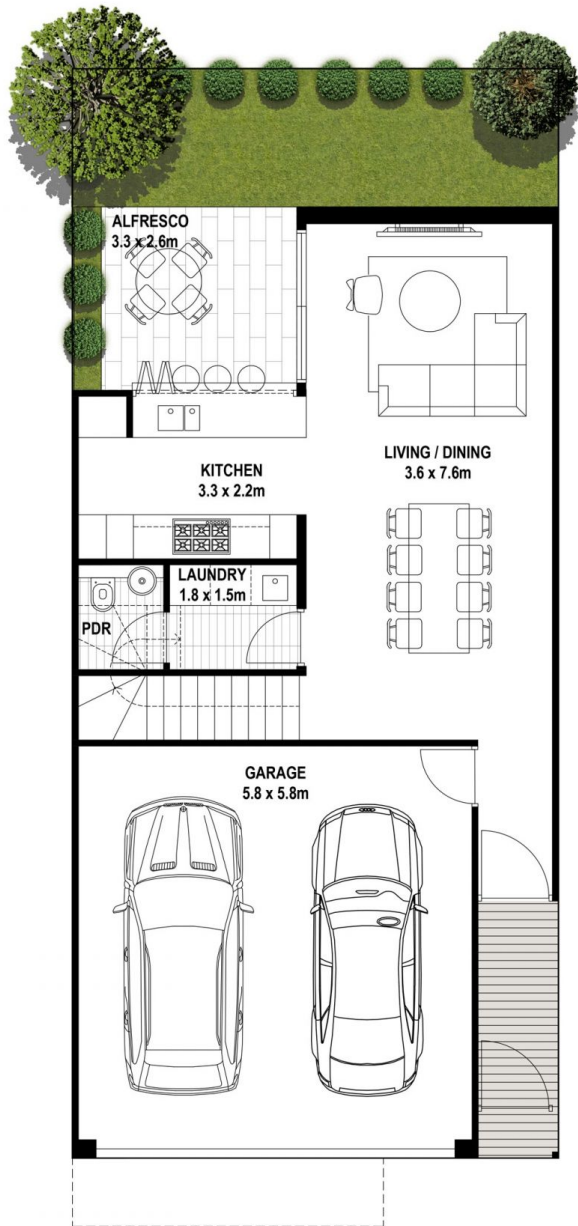 ALFRESCO
3.3 x 2.6m
LIVING / DINING
3.6 x 7.6m
KITCHEN
3.3 x 2.2m
LAUNDRY
1.8 x 1.5m
PDR
GARAGE
5.8 x 5.8m